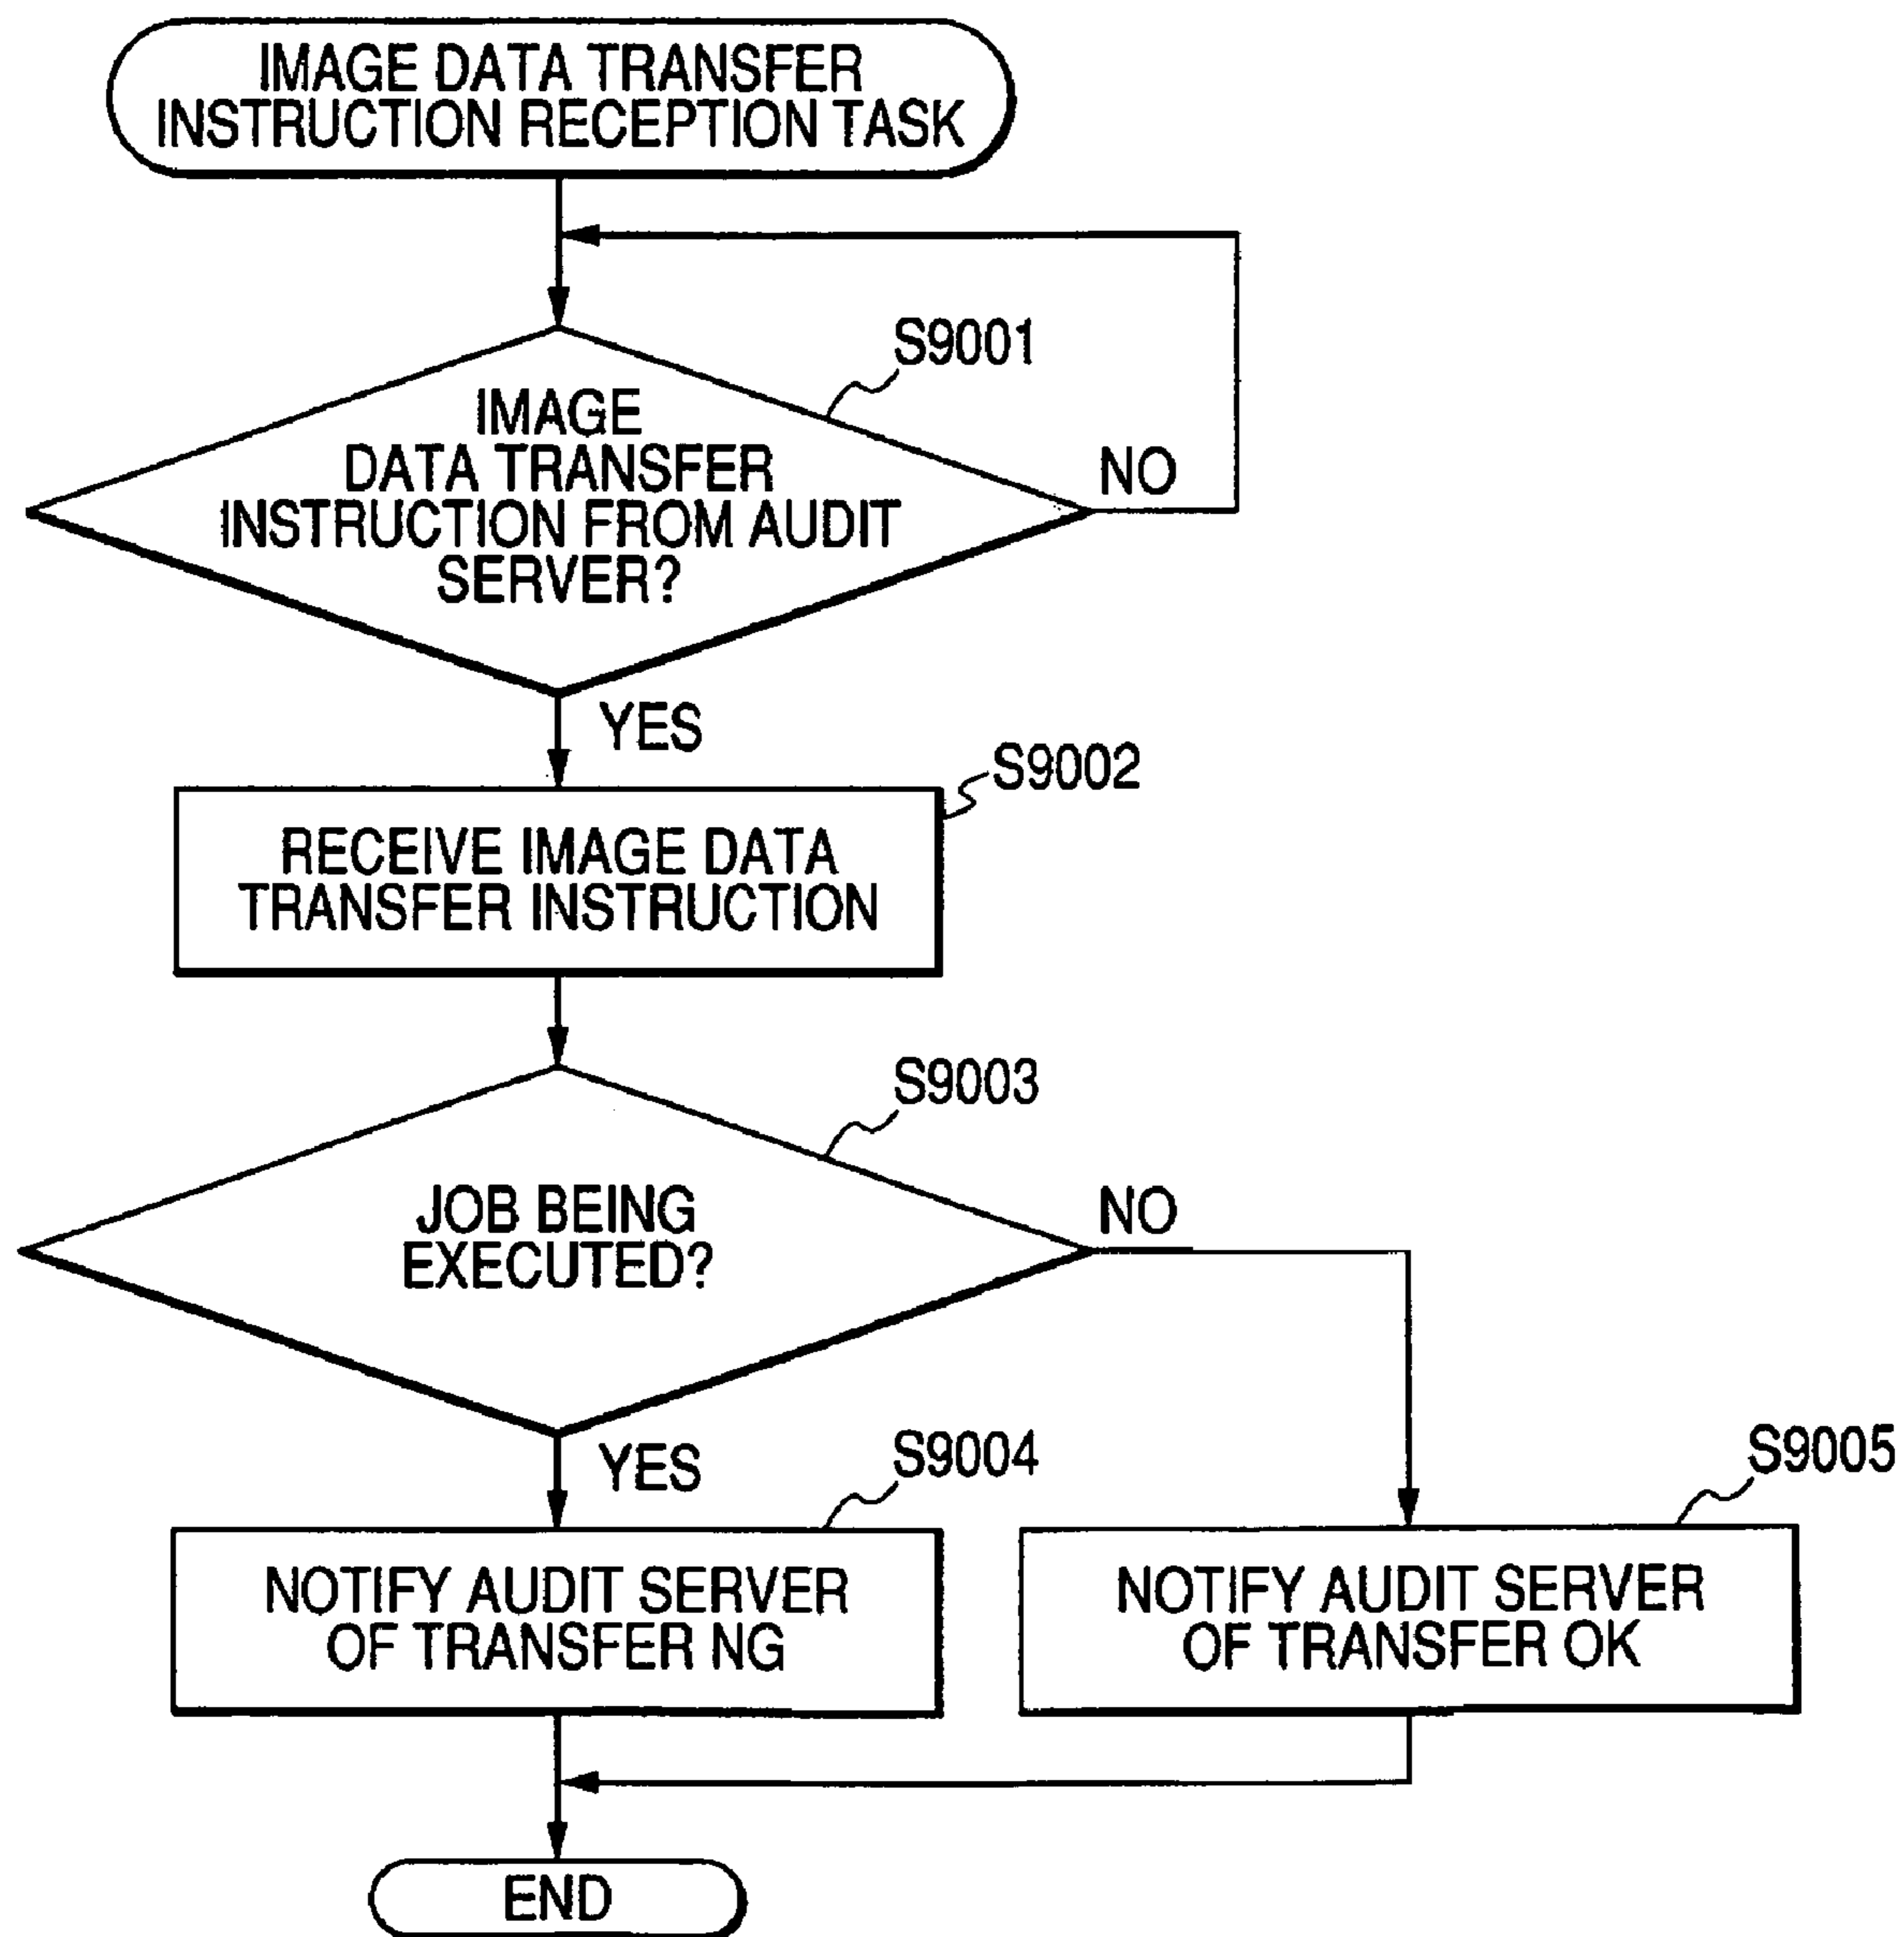 IMAGE DATA TRANSFER
INSTRUCTION RECEPTION TASK
S9001
IMAGE
DATA TRANSFER
INSTRUCTION FROM AUDIT
SERVER?
NO
YES
S9002
RECEIVE IMAGE DATA
TRANSFER INSTRUCTION
S9003
JOB BEING
EXECUTED?
NO
YES
S9004
S9005
NOTIFY AUDIT SERVER
OF TRANSFER NG
NOTIFY AUDIT SERVER
OF TRANSFER OK
END